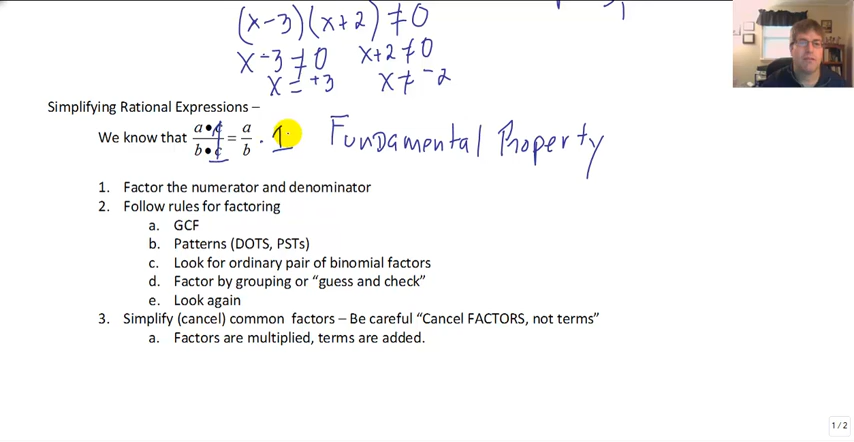 (x-3)(x+2)≠0
x-3≠0 x+2≠0
x=+3 x≠-2
Simplifying Rational Expressions –
We know that a•c/b•c = a/b · 1 Fundamental Property
1. Factor the numerator and denominator
2. Follow rules for factoring
a. GCF
b. Patterns (DOTS, PSTs)
c. Look for ordinary pair of binomial factors
d. Factor by grouping or “guess and check”
e. Look again
3. Simplify (cancel) common factors – Be careful “Cancel FACTORS, not terms”
a. Factors are multiplied, terms are added.
1 / 2